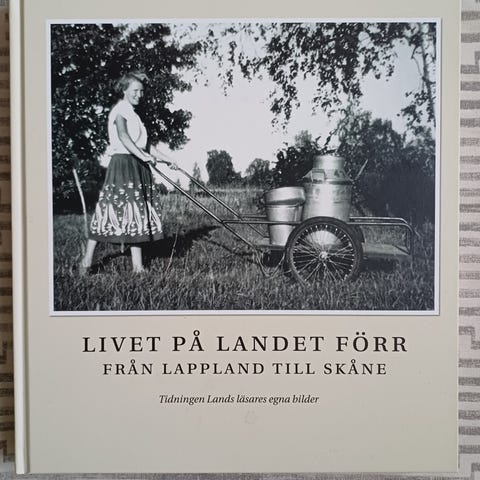 LIVET PÅ LANDET FÖRR
FRÅN LAPPLAND TILL SKÅNE
Tidningen Lands läsares egna bilder